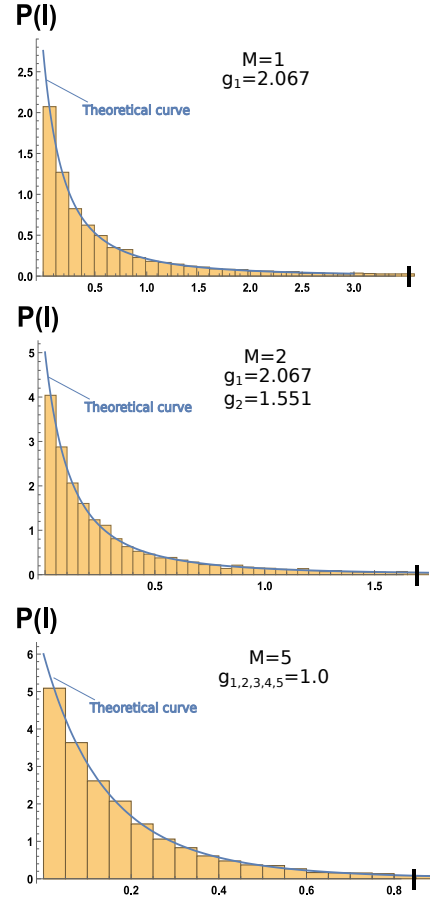 P(I)
M=1
g₁=2.067
Theoretical curve
2.5
2.0
1.5
1.0
0.5
0.0
0.5 1.0 1.5 2.0 2.5 3.0
P(I)
M=2
g₁=2.067
g₂=1.551
Theoretical curve
5
4
3
2
1
0
0.5 1.0 1.5
P(I)
M=5
g₁,₂,₃,₄,₅=1.0
Theoretical curve
6
5
4
3
2
1
0
0.2 0.4 0.6 0.8